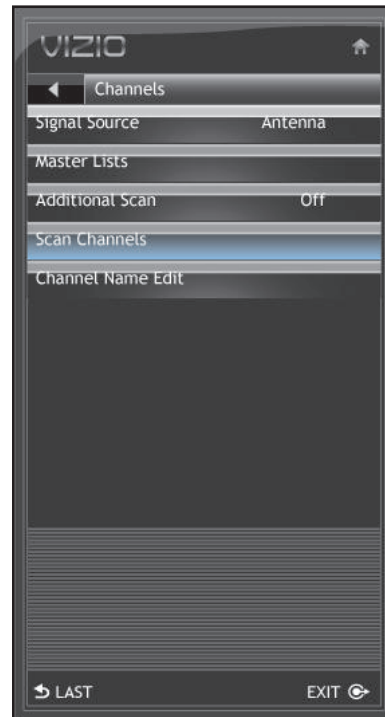 VIZIO
Channels
Signal Source Antenna
Master Lists
Additional Scan Off
Scan Channels
Channel Name Edit
LAST EXIT